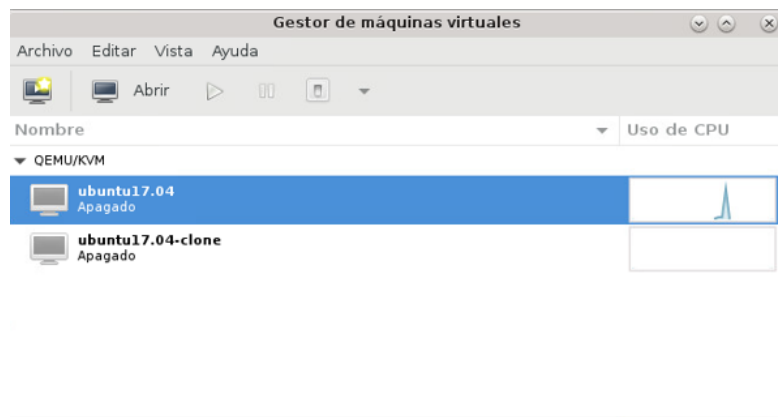 Gestor de máquinas virtuales
Archivo Editar Vista Ayuda
Abrir
Nombre Uso de CPU
QEMU/KVM
ubuntu17.04
Apagado
ubuntu17.04-clone
Apagado